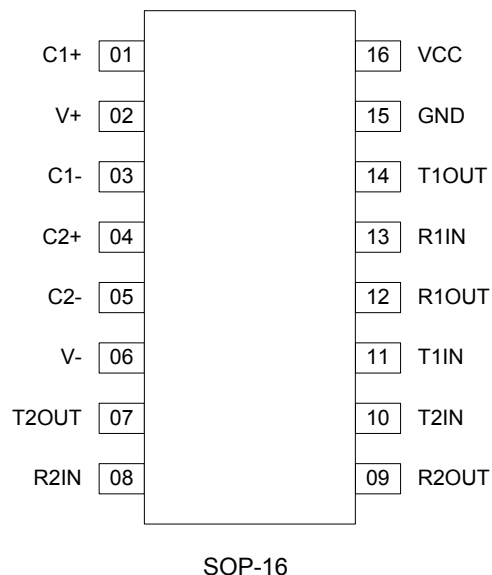 C1+ 01 16 VCC
V+ 02 15 GND
C1- 03 14 T1OUT
C2+ 04 13 R1IN
C2- 05 12 R1OUT
V- 06 11 T1IN
T2OUT 07 10 T2IN
R2IN 08 09 R2OUT
SOP-16